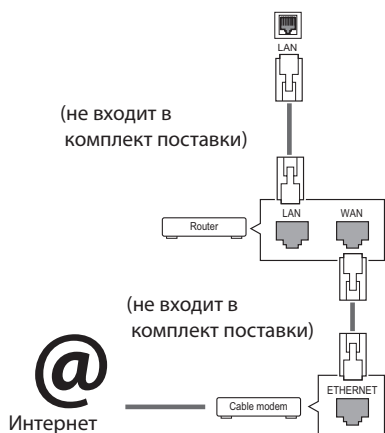 LAN
(не входит в
комплект поставки)
LAN WAN
Router
(не входит в
комплект поставки)
@
ETHERNET
Cable modem
Интернет